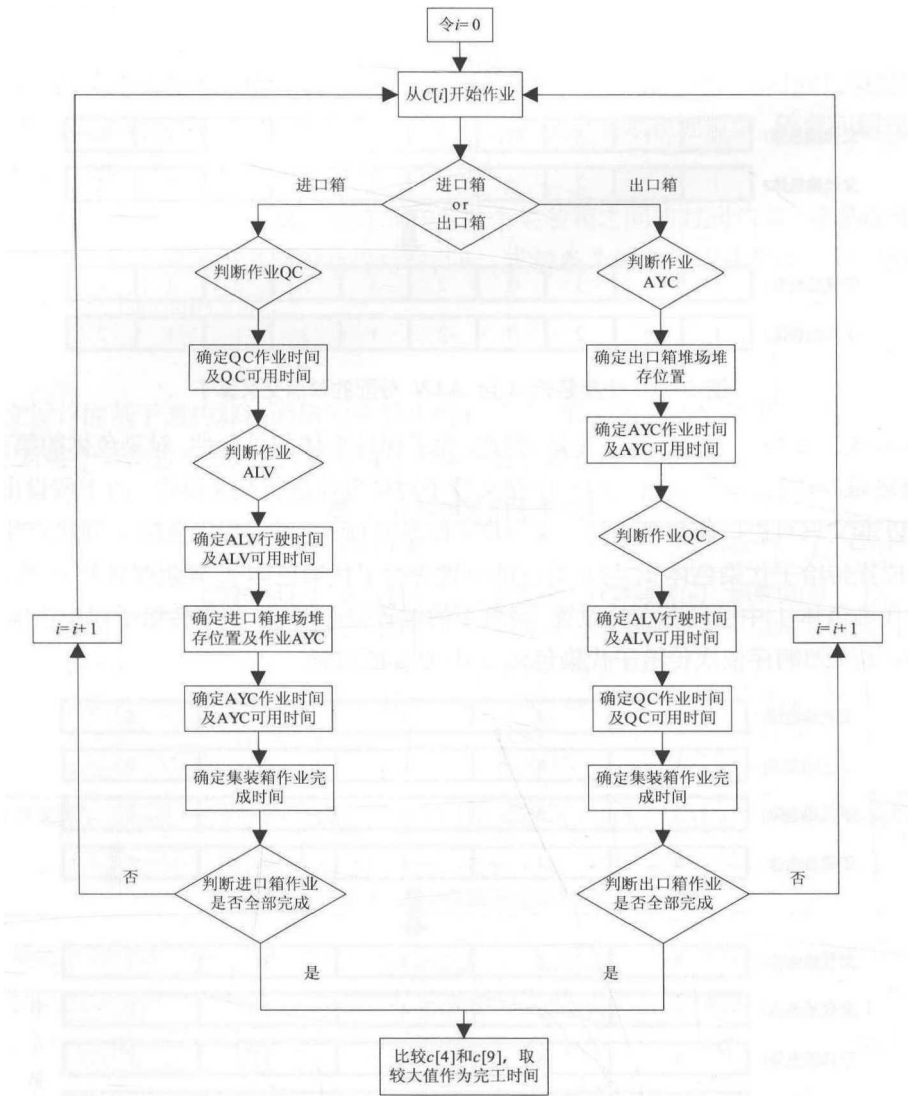 令i= 0
从C[i]开始作业
进口箱
or
出口箱
进口箱
出口箱
判断作业QC
确定QC作业时间
及QC可用时间
判断作业
ALV
确定ALV行驶时间
及ALV可用时间
确定进口箱堆场堆
存位置及作业AYC
确定AYC作业时间
及AYC可用时间
确定集装箱作业完
成时间
判断进口箱作业
是否全部完成
否
i=i+1
是
判断作业
AYC
确定出口箱堆场堆
存位置
确定AYC作业时间
及AYC可用时间
判断作业QC
确定ALV行驶时间
及ALV可用时间
确定QC作业时间
及QC可用时间
确定集装箱作业完
成时间
判断出口箱作业
是否全部完成
否
i=i+1
是
比较c[4]和c[9]，取
较大值作为完工时间